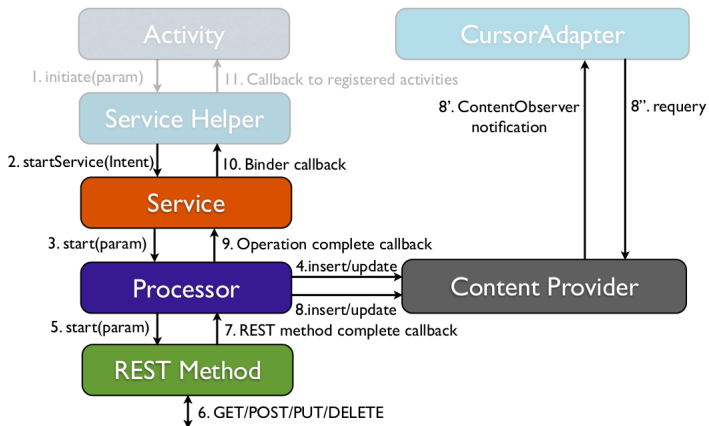 Activity
CursorAdapter
1. initiate(param)
11. Callback to registered activities
8'. ContentObserver
notification
8''. requery
Service Helper
2. startService(Intent)
10. Binder callback
Service
3. start(param)
9. Operation complete callback
4.insert/update
Processor
Content Provider
8.insert/update
5. start(param)
7. REST method complete callback
REST Method
6. GET/POST/PUT/DELETE